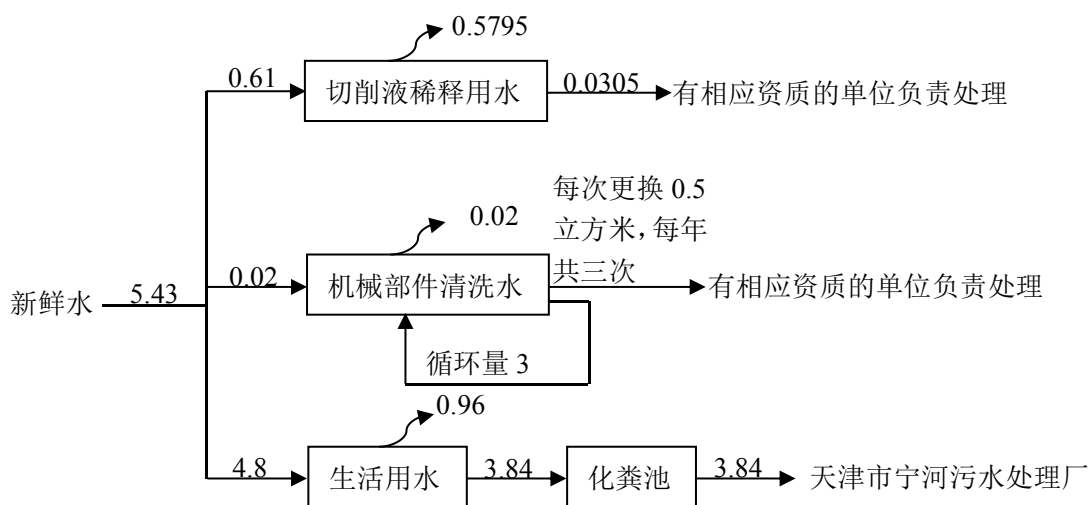 0.5795
0.61
切削液稀释用水
0.0305
有相应资质的单位负责处理
每次更换 0.5
立方米，每年
共三次
0.02
0.02
机械部件清洗水
有相应资质的单位负责处理
新鲜水
5.43
循环量 3
0.96
4.8
生活用水
3.84
化粪池
3.84
天津市宁河污水处理厂